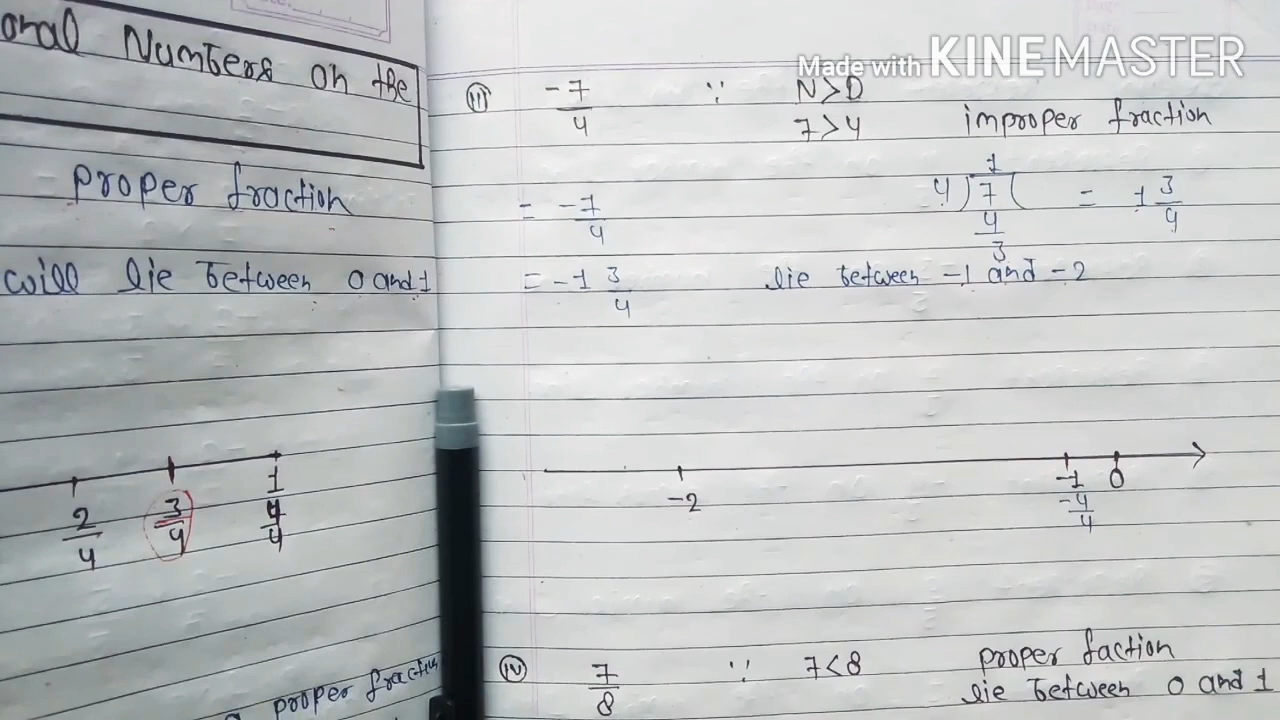 onal Numbers on the
proper fraction
will lie between 0 and 1
2/4 3/4 1 4/4
proper fraction
Made with KINEMASTER
(ii) -7/4 ∵ N>D
7>4 improper fraction
= -7/4 4)7(1 = 1 3/4
4
3
= -1 3/4 lie between -1 and -2
-2 -1 0
-4/4
(iv) 7/8 ∵ 7<8 proper faction
lie between 0 and 1